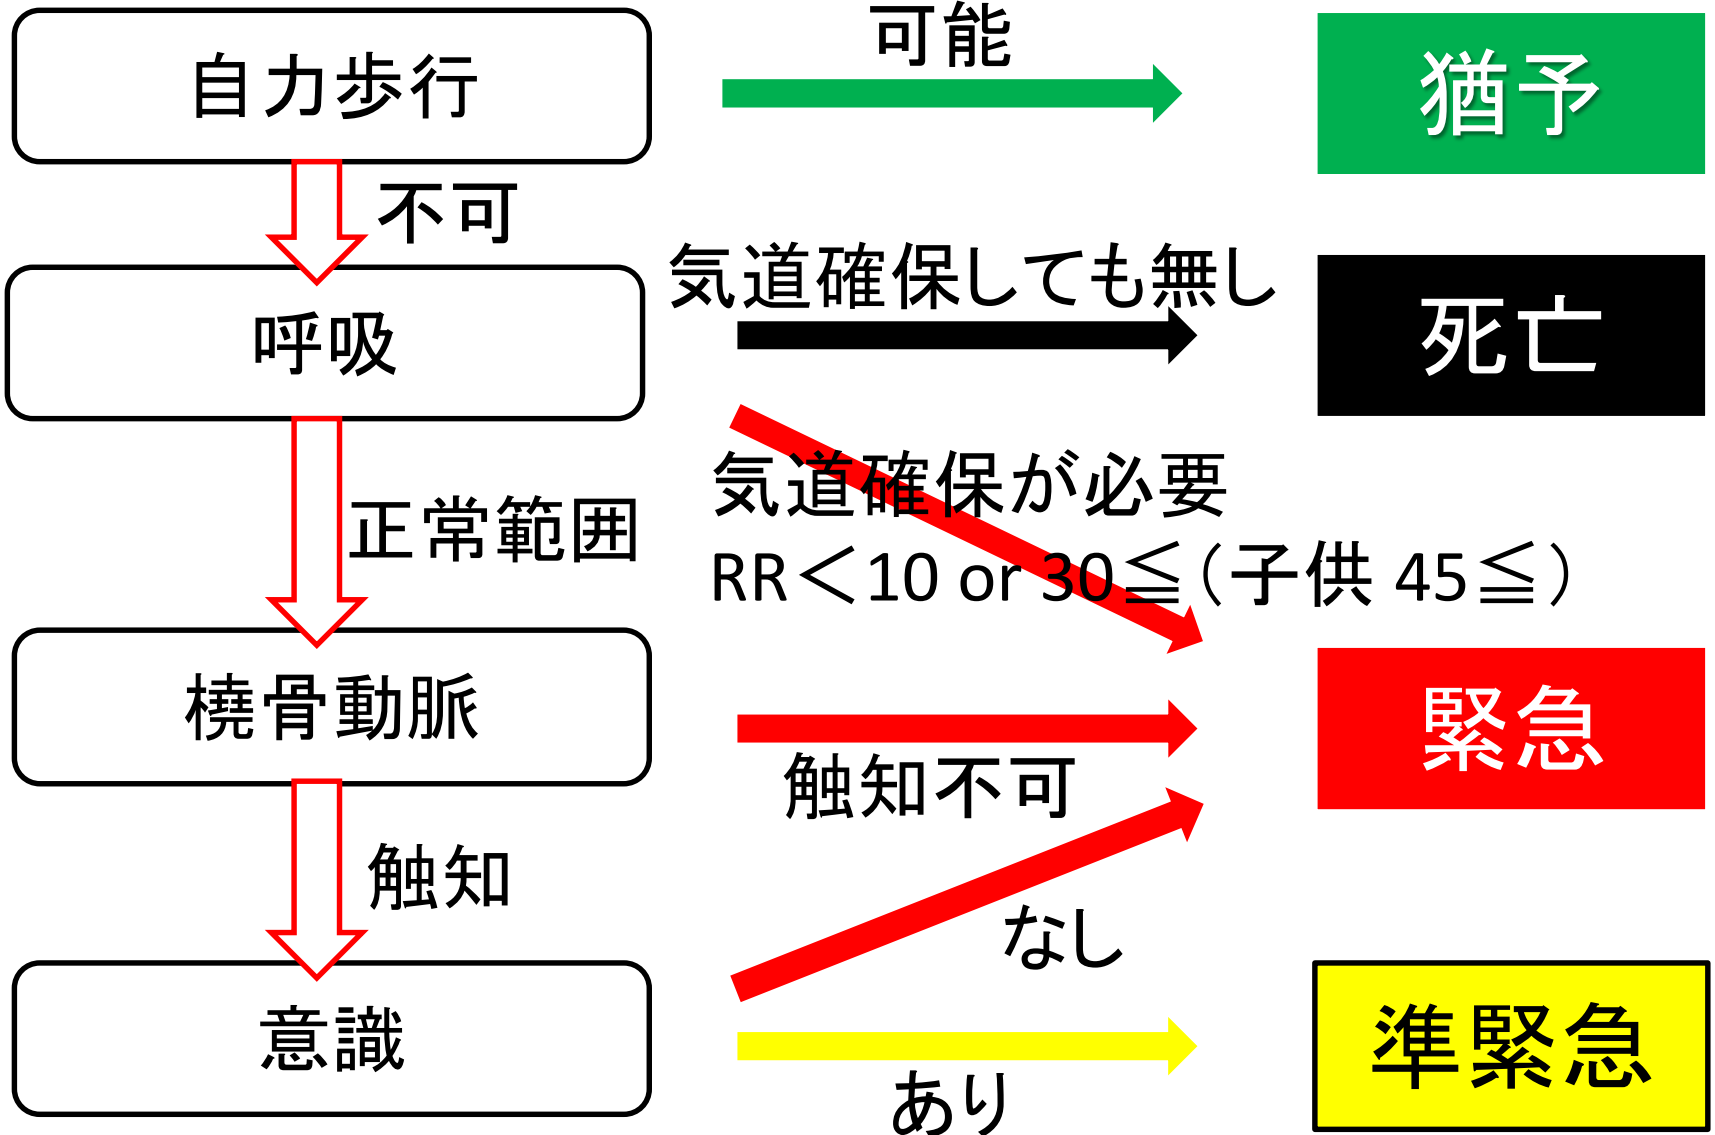 自力歩行
可能
猶予
不可
呼吸
気道確保しても無し
死亡
気道確保が必要
RR＜10 or 30≦（子供 45≦）
正常範囲
橈骨動脈
触知不可
緊急
触知
なし
意識
あり
準緊急